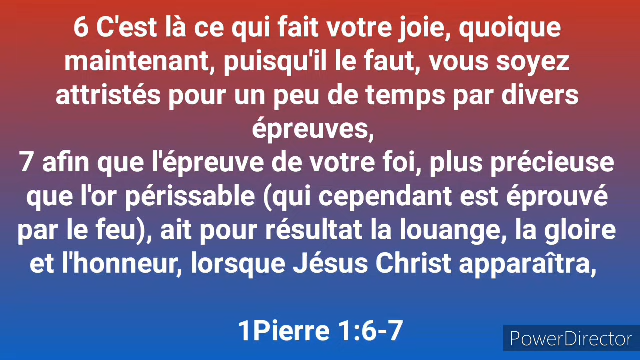 6 C'est là ce qui fait votre joie, quoique
maintenant, puisqu'il le faut, vous soyez
attristés pour un peu de temps par divers
épreuves,
7 afin que l'épreuve de votre foi, plus précieuse
que l'or périssable (qui cependant est éprouvé
par le feu), ait pour résultat la louange, la gloire
et l'honneur, lorsque Jésus Christ apparaîtra,
1Pierre 1:6-7
PowerDirector